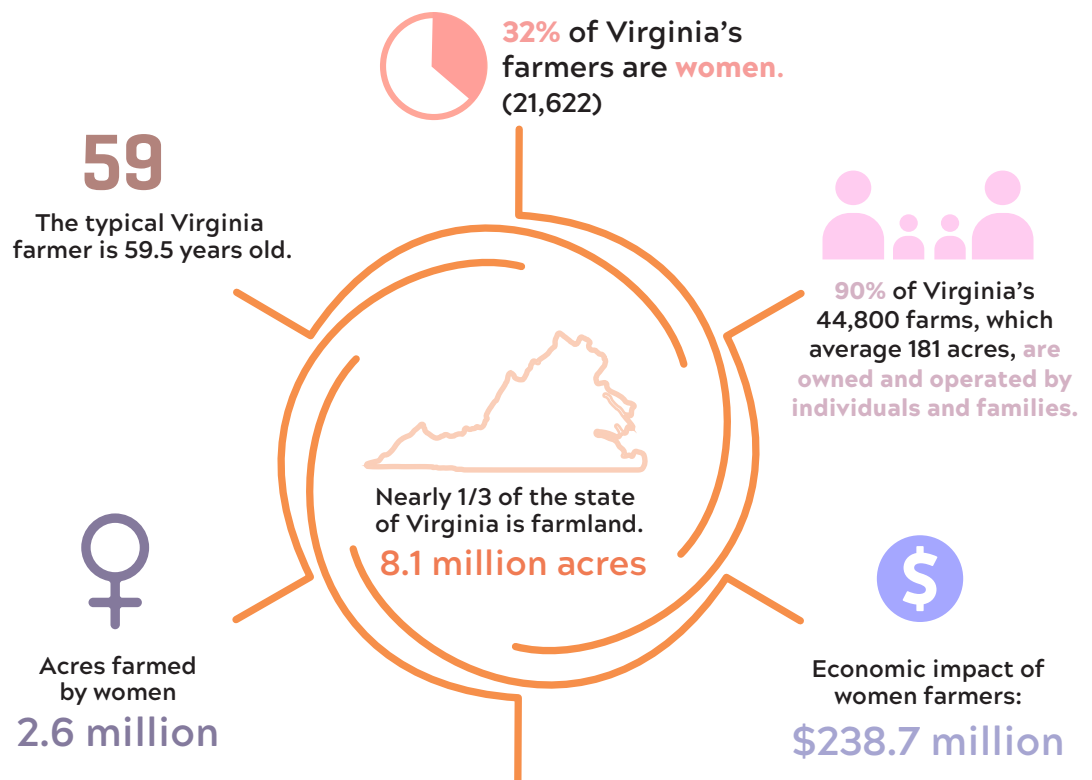 32% of Virginia's
farmers are women.
(21,622)
59
The typical Virginia
farmer is 59.5 years old.
90% of Virginia's
44,800 farms, which
average 181 acres, are
owned and operated by
individuals and families.
Nearly 1/3 of the state
of Virginia is farmland.
8.1 million acres
Acres farmed
by women
2.6 million
$
Economic impact of
women farmers:
$238.7 million